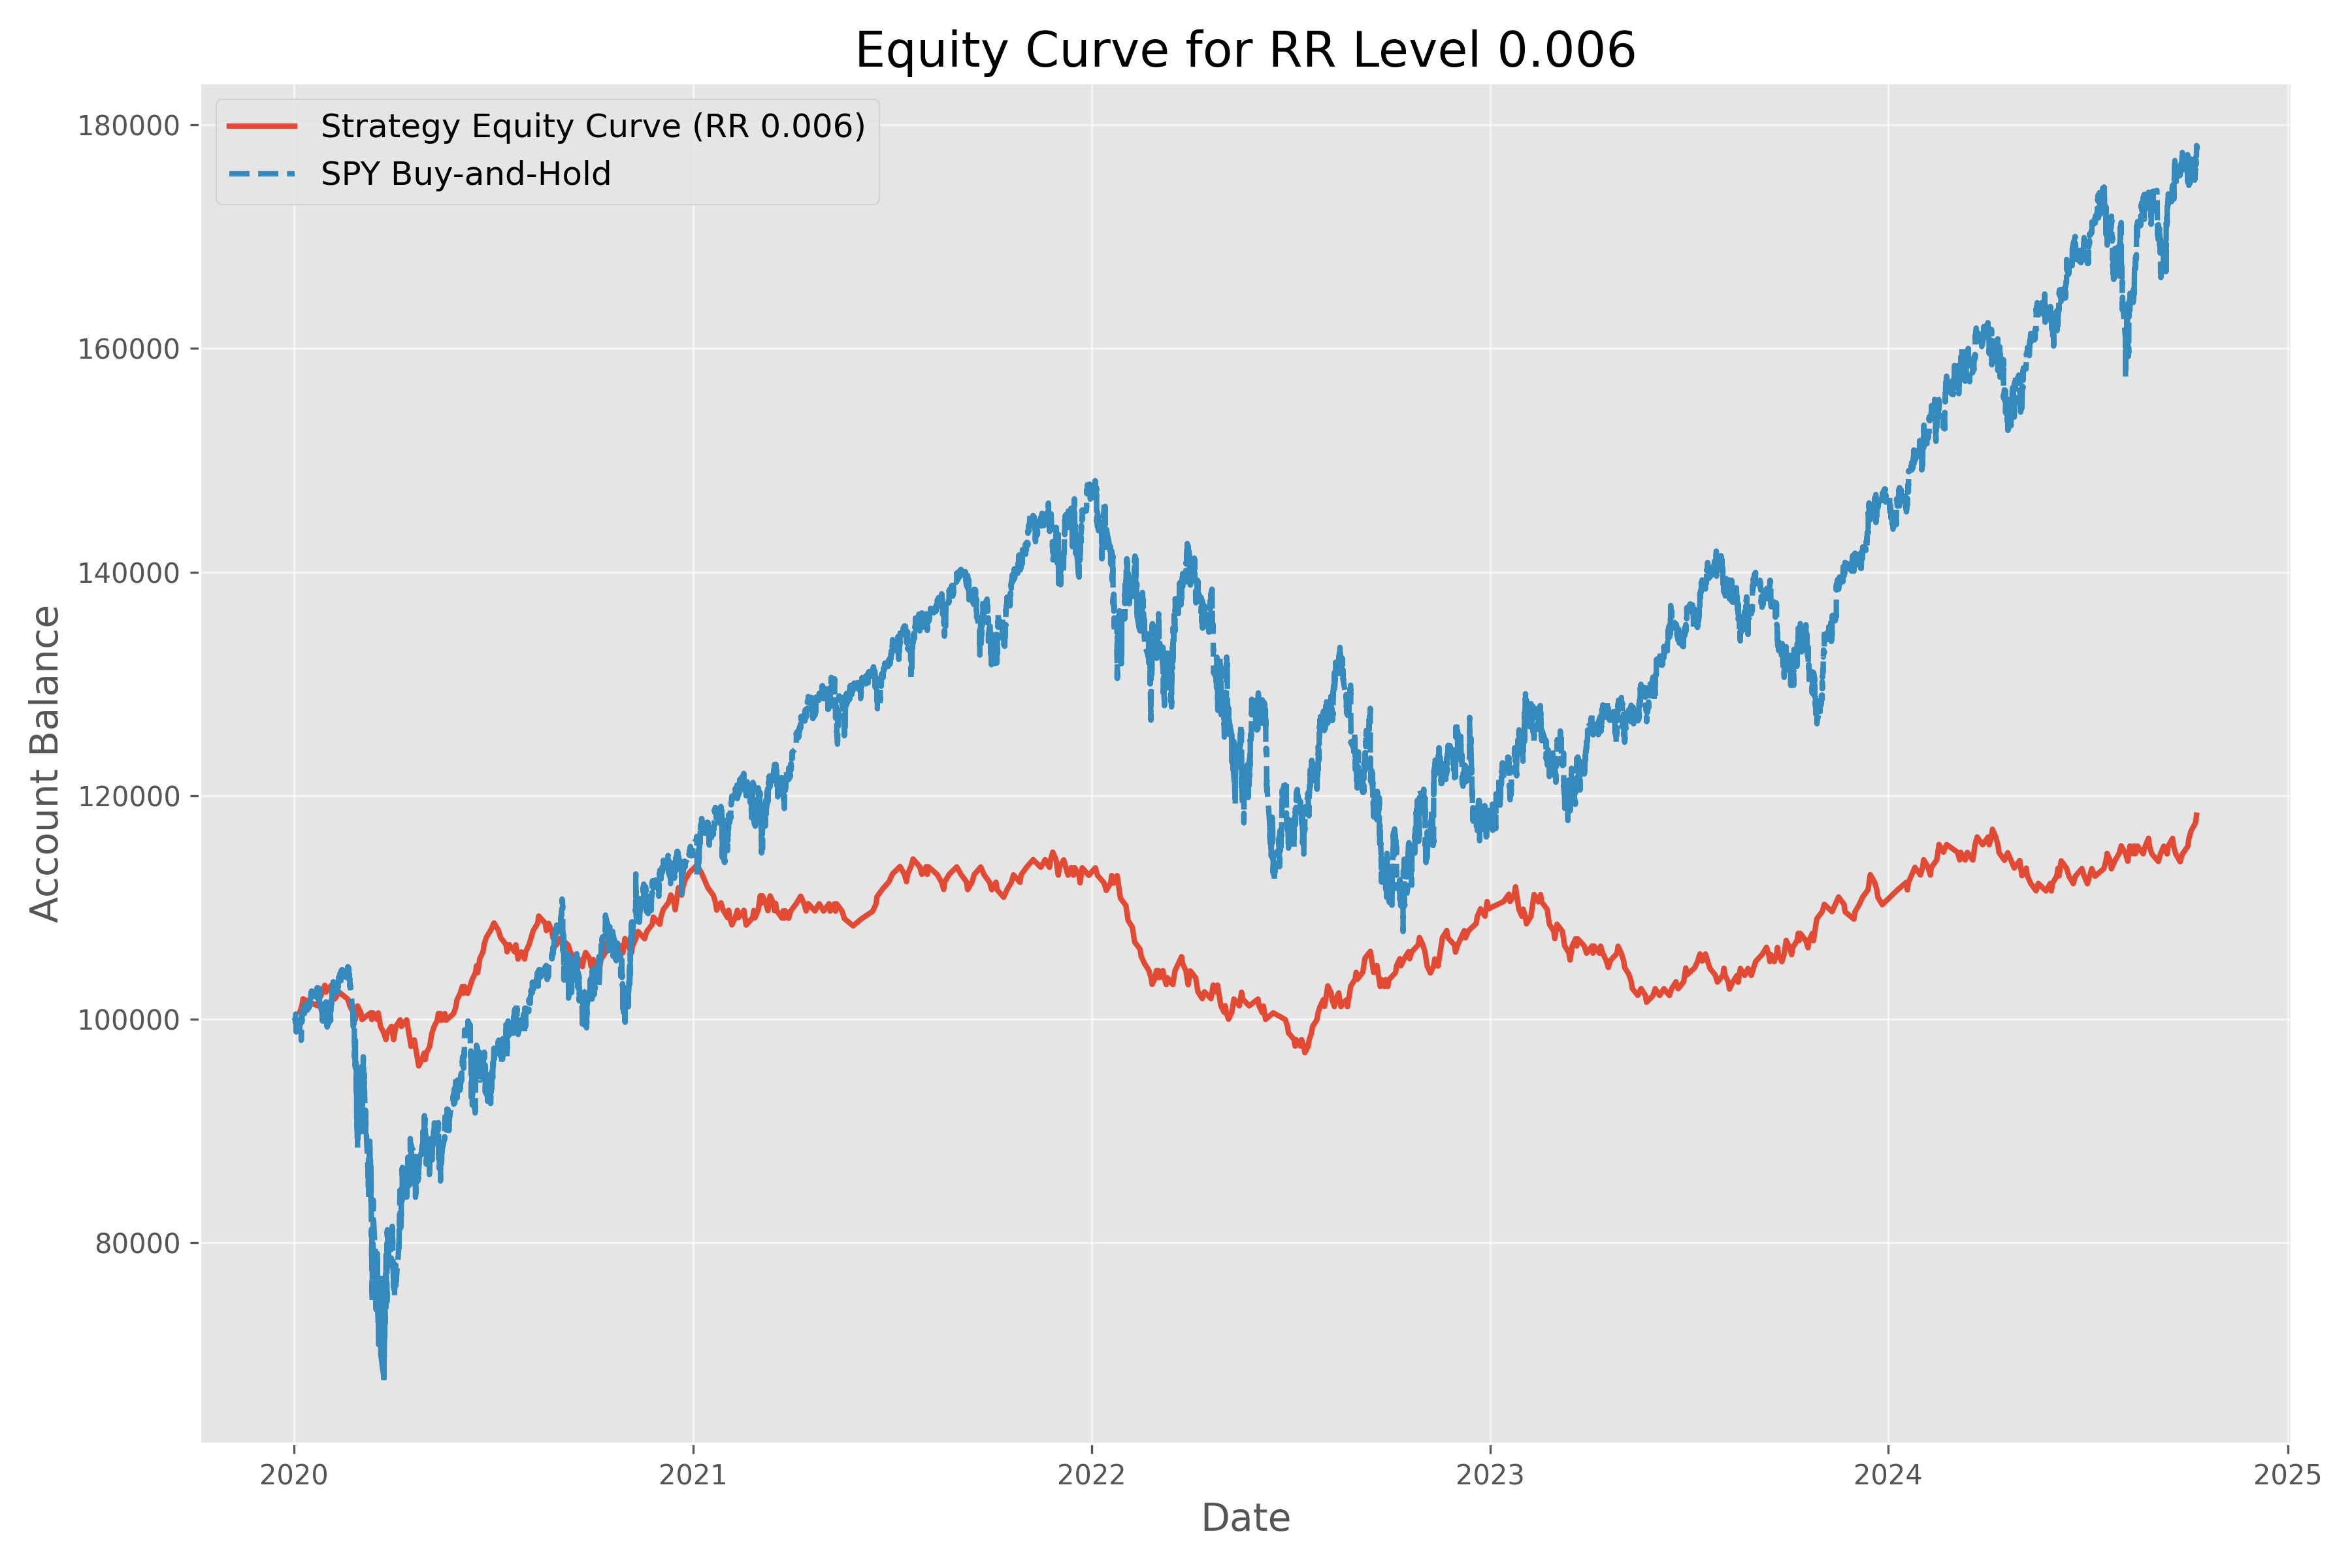 Equity Curve for RR Level 0.006
Strategy Equity Curve (RR 0.006)
SPY Buy-and-Hold
180000
160000
140000
120000
100000
80000
Account Balance
2020
2021
2022
2023
2024
2025
Date